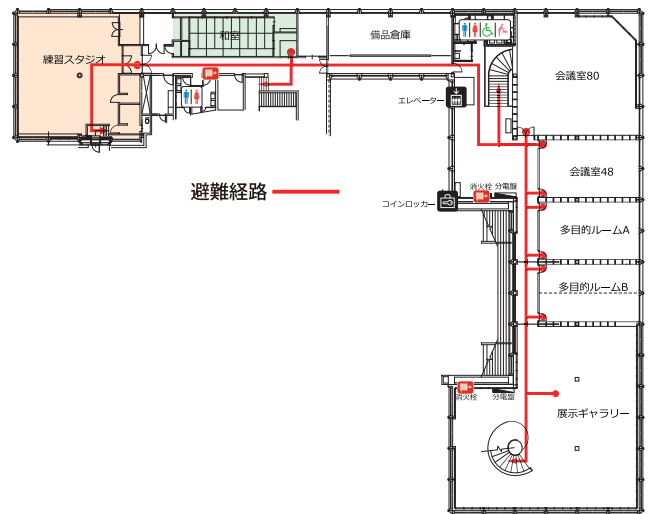 和室
備品倉庫
練習スタジオ
会議室80
エレベーター
会議室48
消火栓 分電盤
避難経路
コインロッカー
多目的ルームA
多目的ルームB
消火栓 分電盤
展示ギャラリー